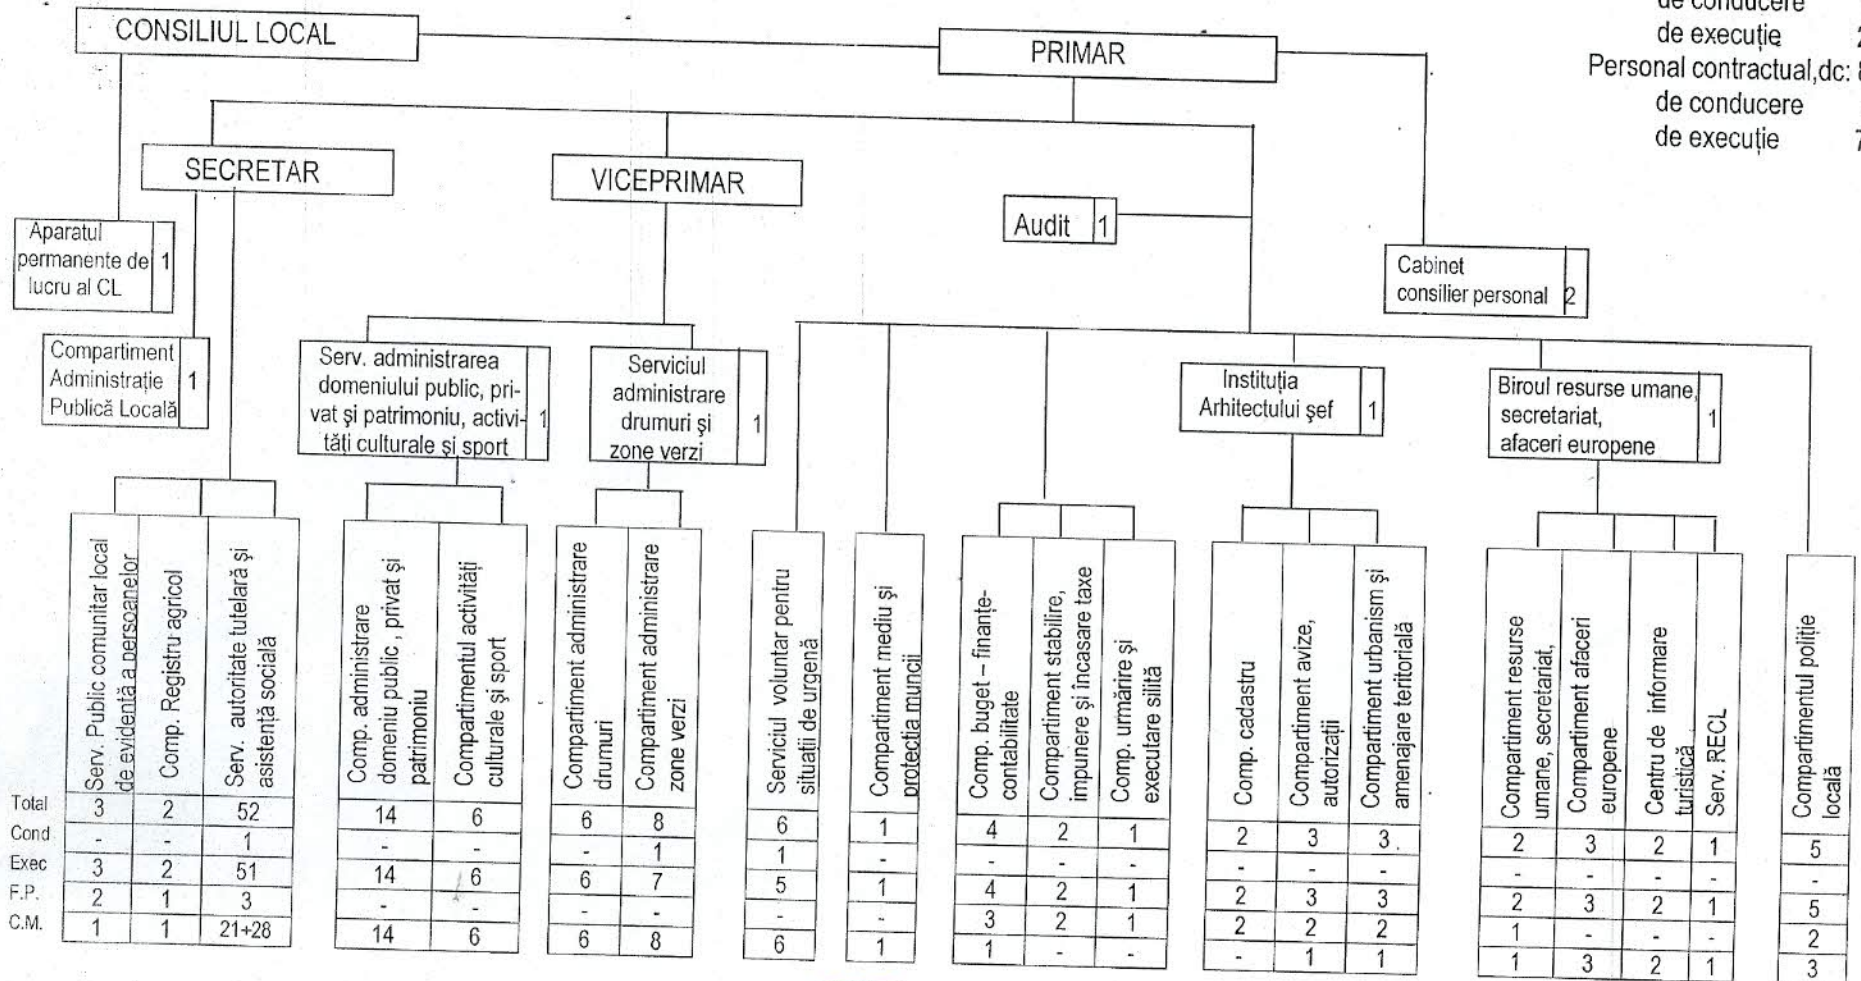 de conducere
de execuție
Personal contractual,dc:
de conducere
de execuție
CONSILIUL LOCAL
PRIMAR
SECRETAR
VICEPRIMAR
Audit 1
Aparatul
permanente de 1
lucru al CL
Cabinet
consilier personal 2
Compartiment
Administrație 1
Publică Locală
Serv. administrarea
domeniului public, pri-
vat și patrimoniu, activi- 1
tăți culturale și sport
Serviciul
administrare
drumuri și 1
zone verzi
Instituția
Arhitectului șef 1
Biroul resurse umane,
secretariat, 1
afaceri europene
Serv. Public comunitar local
de evidență a persoanelor
Comp. Registru agricol
Serv. autoritate tutelară și
asistență socială
Comp. administrare
domeniu public , privat și
patrimoniu
Compartimentul activități
culturale și sport
Compartiment administrare
drumuri
Compartiment administrare
zone verzi
Serviciul voluntar pentru
situații de urgenă
Compartiment mediu și
protecția muncii
Comp. buget – finanțe-
contabilitate
Compartiment stabilire,
impunere și încasare taxe
Comp. urmărire și
executare silită
Comp. cadastru
Compartiment avize,
autorizații
Compartiment urbanism și
amenajare teritorială
Compartiment resurse
umane, secretariat,
Compartiment afaceri
europene
Centru de informare
turistică
Serv. RECL
Compartimentul poliție
locală
Total 3 2 52 14 6 6 8 6 1 4 2 1 2 3 3. 2 3 2 1 5
Cond - - 1 - - - 1 1 - - - - - - - - - - - -
Exec 3 2 51 14 6 6 7 5 1 4 2 1 2 3 3 2 3 2 1 5
F.P. 2 1 3 - - - - - - 3 2 1 2 2 2 1 - - - 2
C.M. 1 1 21+28 14 6 6 8 6 1 1 - - - 1 1 1 3 2 1 3